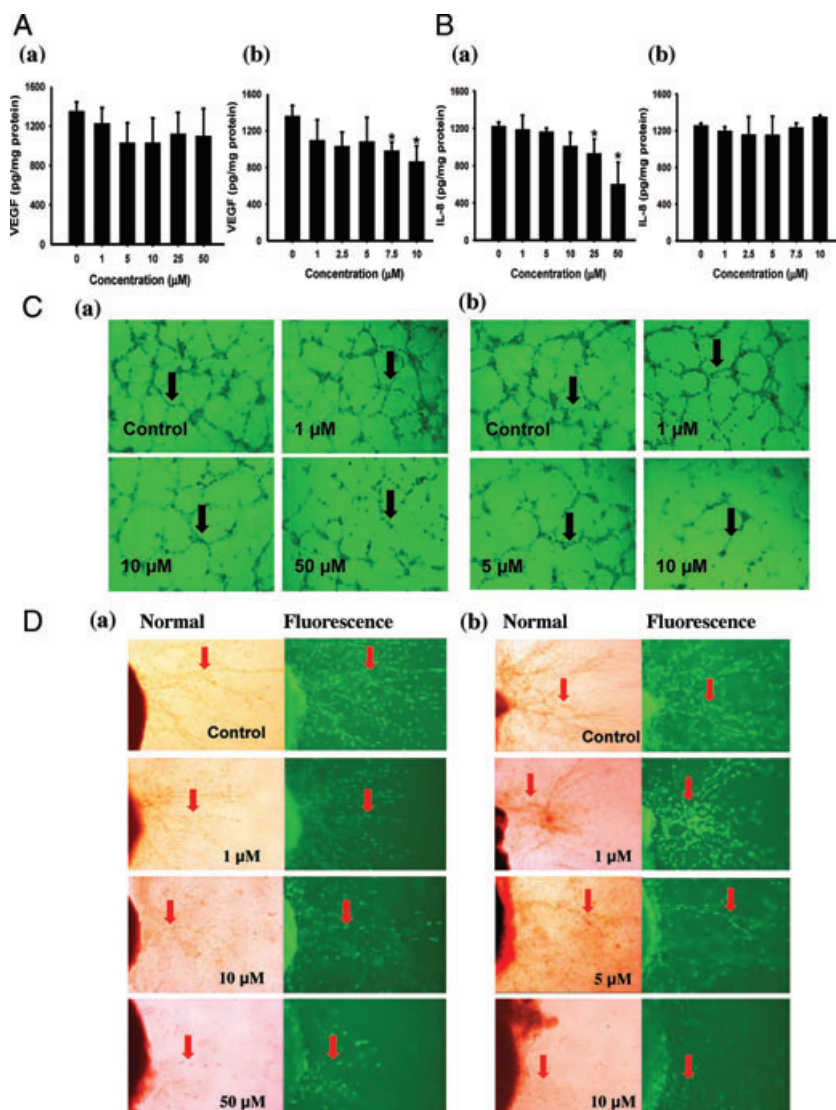 A
(a)
VEGF (pg/mg protein)
1600
1200
800
400
0
0 1 5 10 25 50
Concentration (µM)
(b)
VEGF (pg/mg protein)
1600
1200
800
400
0
* *
0 1 2.5 5 7.5 10
Concentration (µM)
B
(a)
IL-8 (pg/mg protein)
1600
1200
800
400
0
* *
0 1 5 10 25 50
Concentration (µM)
(b)
IL-8 (pg/mg protein)
1600
1200
800
400
0
0 1 2.5 5 7.5 10
Concentration (µM)
C
(a)
Control
1 µM
10 µM
50 µM
(b)
Control
1 µM
5 µM
10 µM
D
(a)
Normal Fluorescence
Control
1 µM
10 µM
50 µM
(b)
Normal Fluorescence
Control
1 µM
5 µM
10 µM